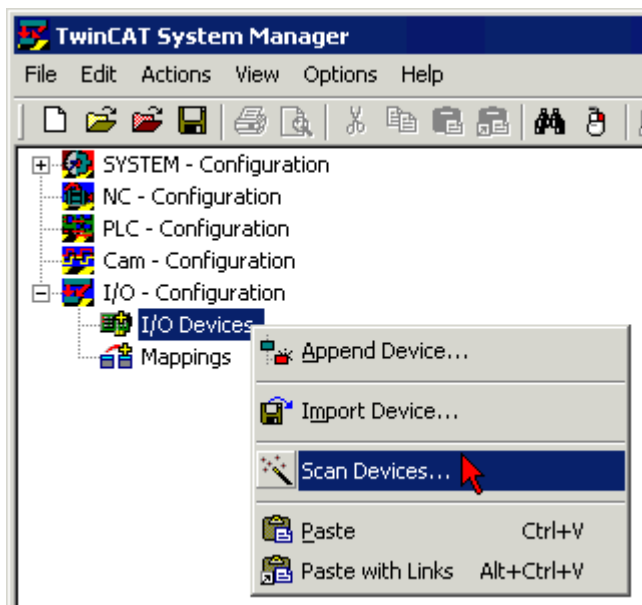 TwinCAT System Manager
File Edit Actions View Options Help
SYSTEM - Configuration
NC - Configuration
PLC - Configuration
Cam - Configuration
I/O - Configuration
I/O Devices
Mappings
Append Device...
Import Device...
Scan Devices...
Paste Ctrl+V
Paste with Links Alt+Ctrl+V